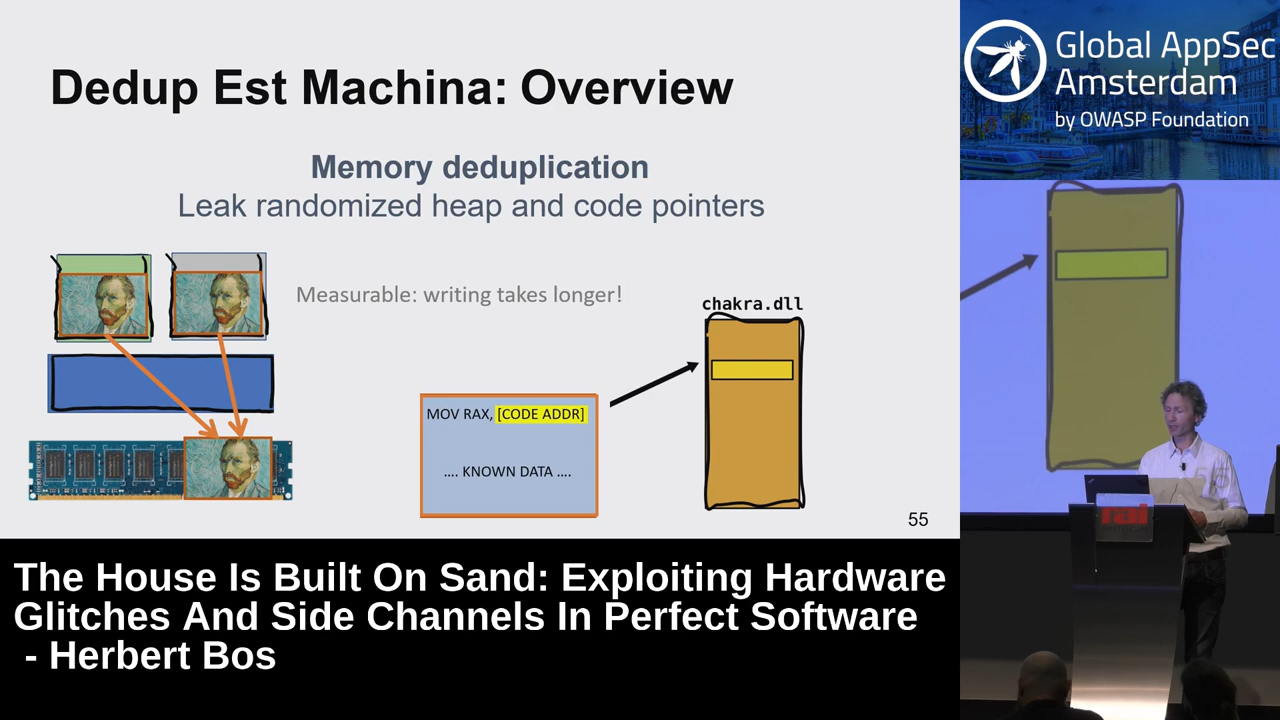 Dedup Est Machina: Overview
Memory deduplication
Leak randomized heap and code pointers
Measurable: writing takes longer!
chakra.dll
MOV RAX, [CODE ADDR]
.... KNOWN DATA ....
55
Global AppSec
Amsterdam
by OWASP Foundation
rai
The House Is Built On Sand: Exploiting Hardware
Glitches And Side Channels In Perfect Software
- Herbert Bos